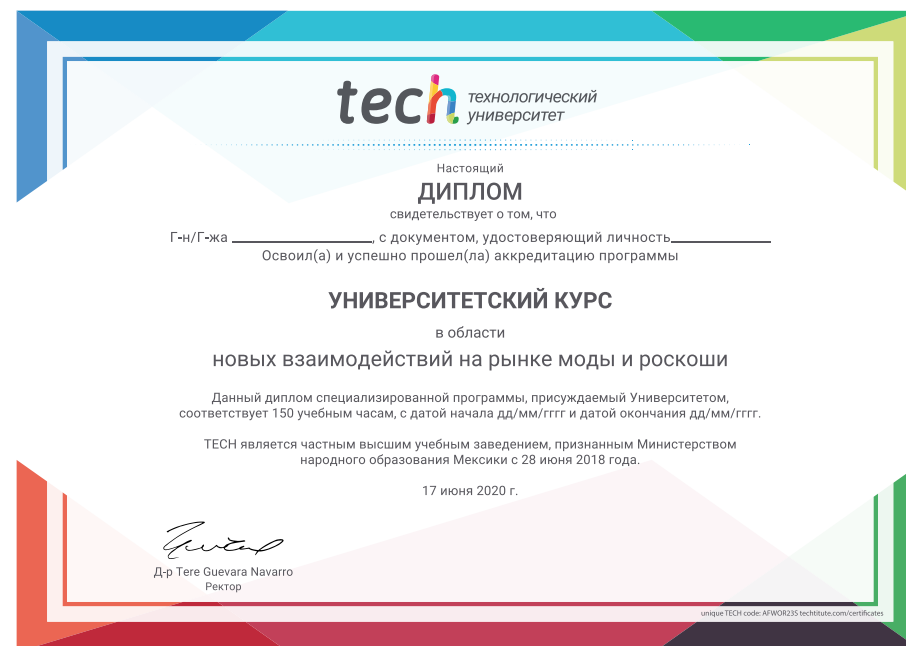 tech технологический университет
Настоящий
ДИПЛОМ
свидетельствует о том, что
Г-н/Г-жа ____________________, с документом, удостоверяющий личность______________
Освоил(а) и успешно прошел(ла) аккредитацию программы
УНИВЕРСИТЕТСКИЙ КУРС
в области
новых взаимодействий на рынке моды и роскоши
Данный диплом специализированной программы, присуждаемый Университетом,
соответствует 150 учебным часам, с датой начала дд/мм/гггг и датой окончания дд/мм/гггг.
TECH является частным высшим учебным заведением, признанным Министерством
народного образования Мексики с 28 июня 2018 года.
17 июня 2020 г.
Д-р Tere Guevara Navarro
Ректор
unique TECH code: AFWOR23S techtitute.com/certificates